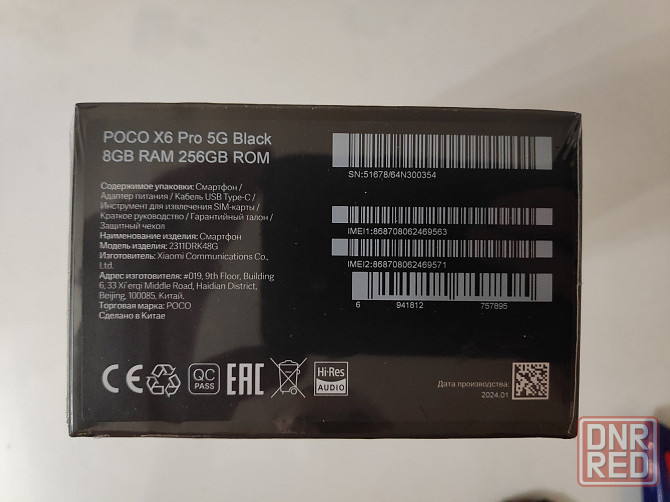 POCO X6 Pro 5G Black
8GB RAM 256GB ROM
Содержимое упаковки: Смартфон /
Адаптер питания / Кабель USB Type-C /
Инструмент для извлечения SIM-карты /
Краткое руководство / Гарантийный талон /
Защитный чехол
Наименование изделия: Смартфон
Модель изделия: 2311DRK48G
Изготовитель: Xiaomi Communications Co.,
Ltd.
Адрес изготовителя: #019, 9th Floor, Building
6, 33 Xi'erqi Middle Road, Haidian District,
Beijing, 100085, Китай.
Торговая марка: POCO
Сделано в Китае
SN:51678/64N300354
IMEI1:868708062469563
IMEI2:868708062469571
6 941812 757895
CE
QC
PASS
EAC
Hi-Res
AUDIO
Дата производства:
2024.01
DNR.
RED